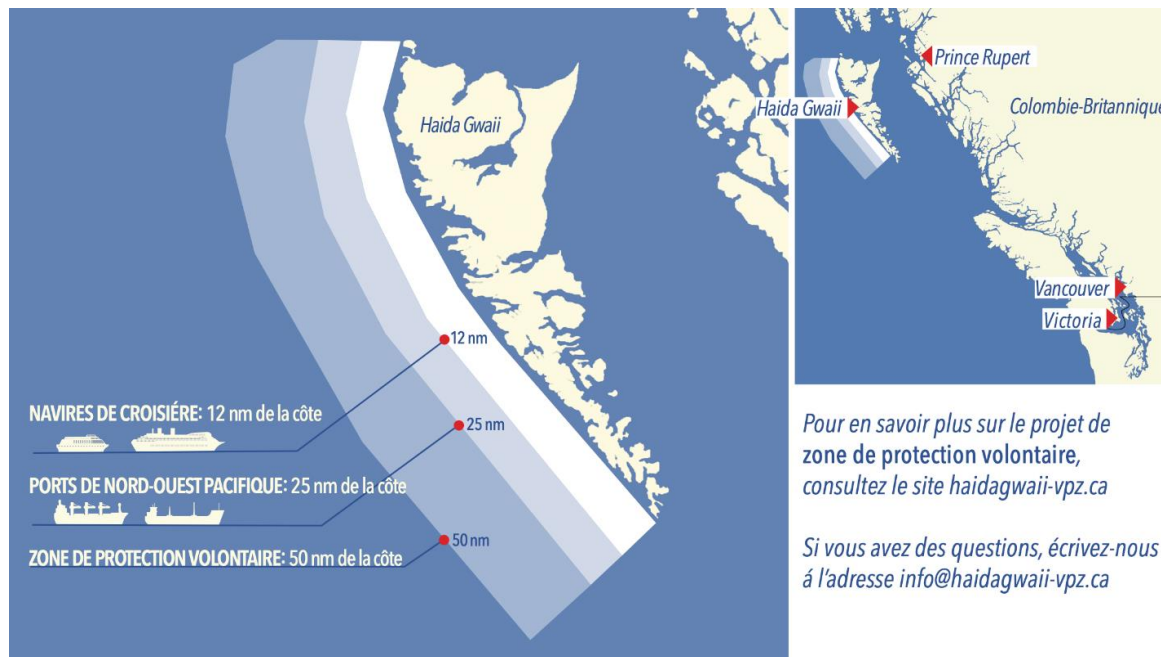 Haida Gwaii
12 nm
25 nm
50 nm
NAVIRES DE CROISIÉRE: 12 nm de la côte
PORTS DE NORD-OUEST PACIFIQUE: 25 nm de la côte
ZONE DE PROTECTION VOLONTAIRE: 50 nm de la côte
Prince Rupert
Haida Gwaii
Colombie-Britannique
Vancouver
Victoria
Pour en savoir plus sur le projet de
zone de protection volontaire,
consultez le site haidagwaii-vpz.ca
Si vous avez des questions, écrivez-nous
á l’adresse info@haidagwaii-vpz.ca